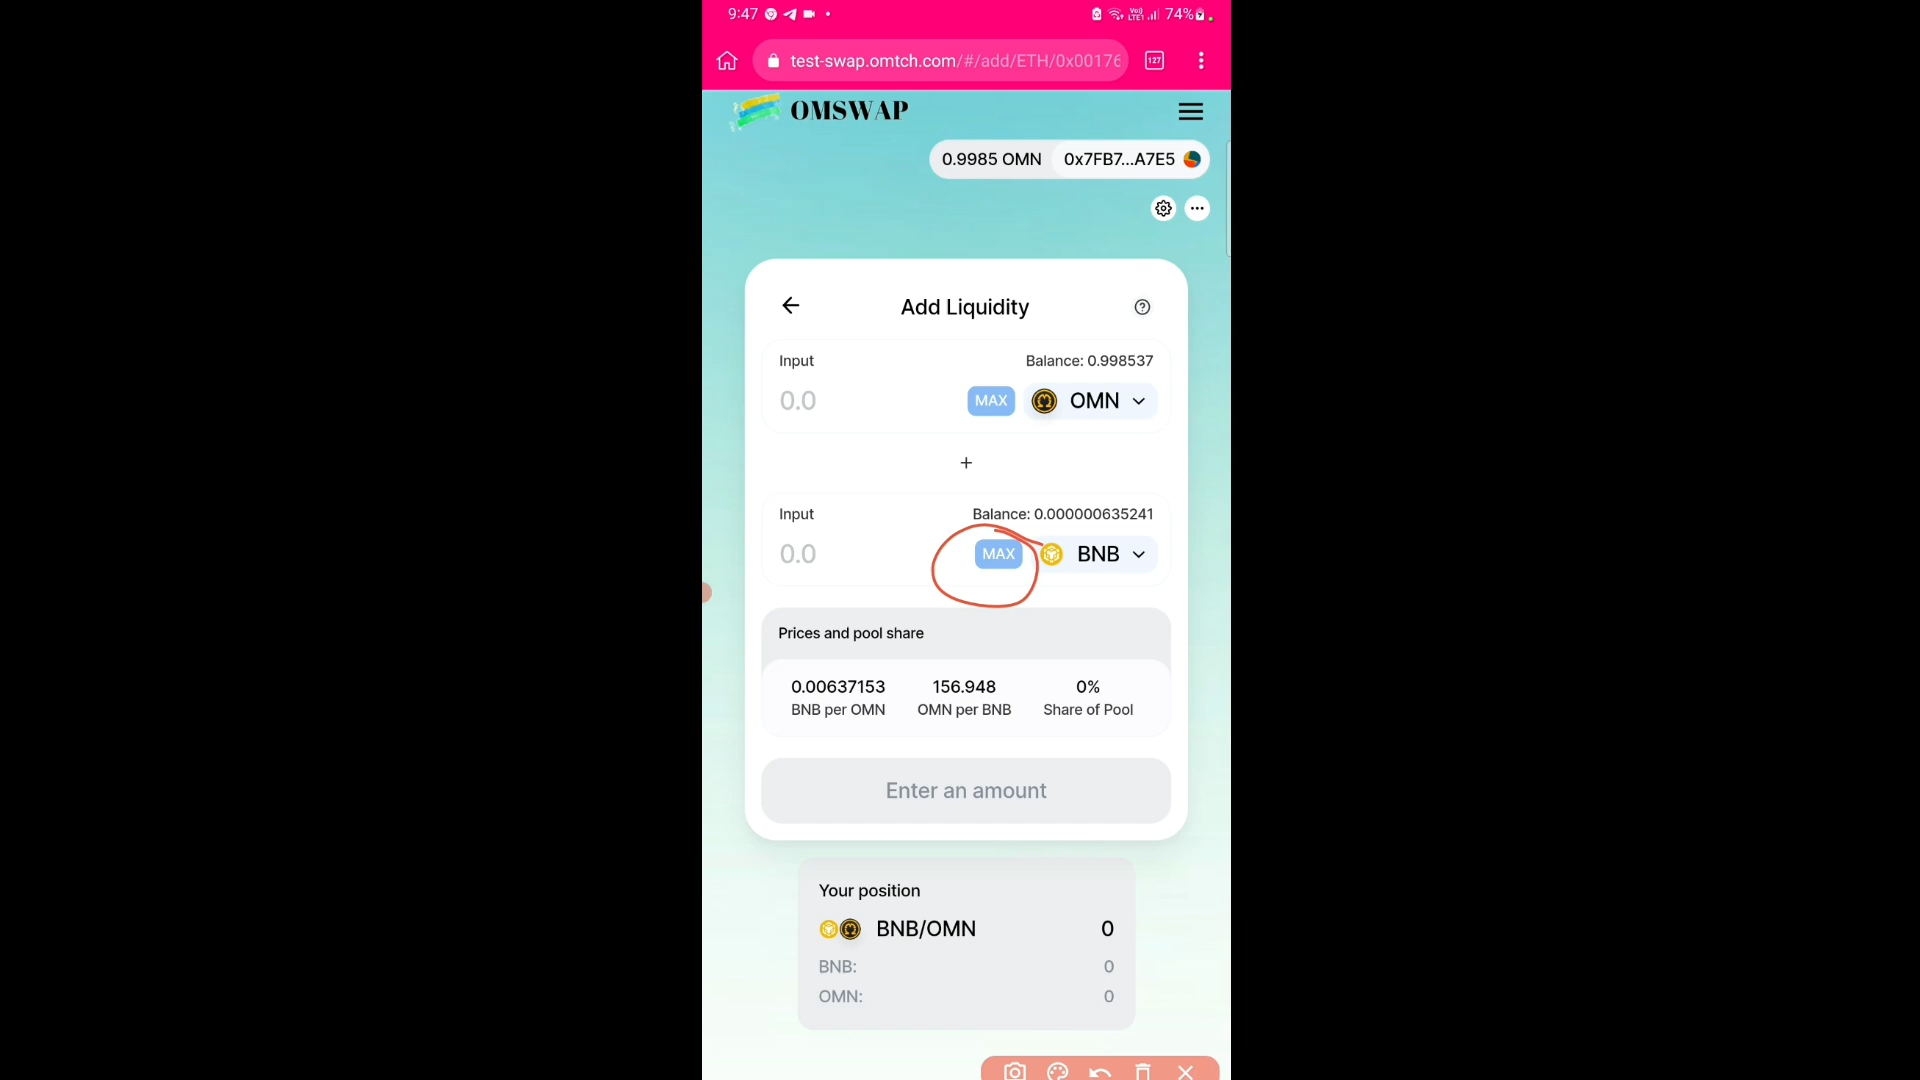 9:47 74%
test-swap.omtch.com/#/add/ETH/0x00176 127
OMSWAP
0.9985 OMN 0x7FB7...A7E5
Add Liquidity
Input Balance: 0.998537
0.0 MAX OMN
+
Input Balance: 0.000000635241
0.0 MAX BNB
Prices and pool share
0.00637153 156.948 0%
BNB per OMN OMN per BNB Share of Pool
Enter an amount
Your position
BNB/OMN 0
BNB: 0
OMN: 0